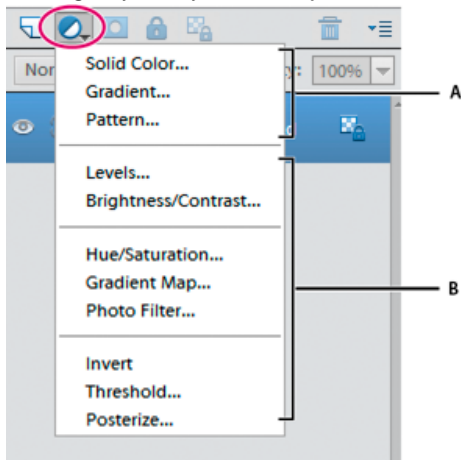 Nor
y:
100%
Solid Color...
Gradient...
Pattern...
A
Levels...
Brightness/Contrast...
Hue/Saturation...
Gradient Map...
B
Photo Filter...
Invert
Threshold...
Posterize...